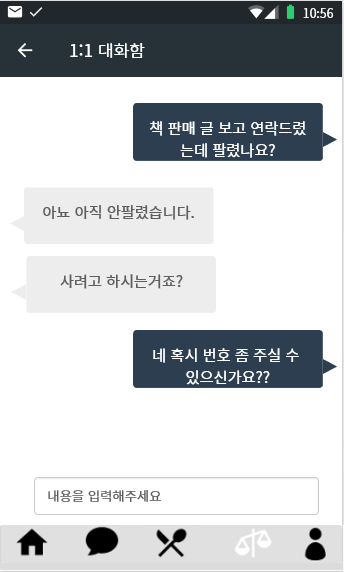 10:56
1:1 대화함
책 판매 글 보고 연락드렸
는데 팔렸나요?
아뇨 아직 안팔렸습니다.
사려고 하시는거죠?
네 혹시 번호 좀 주실 수
있으신가요??
내용을 입력해주세요